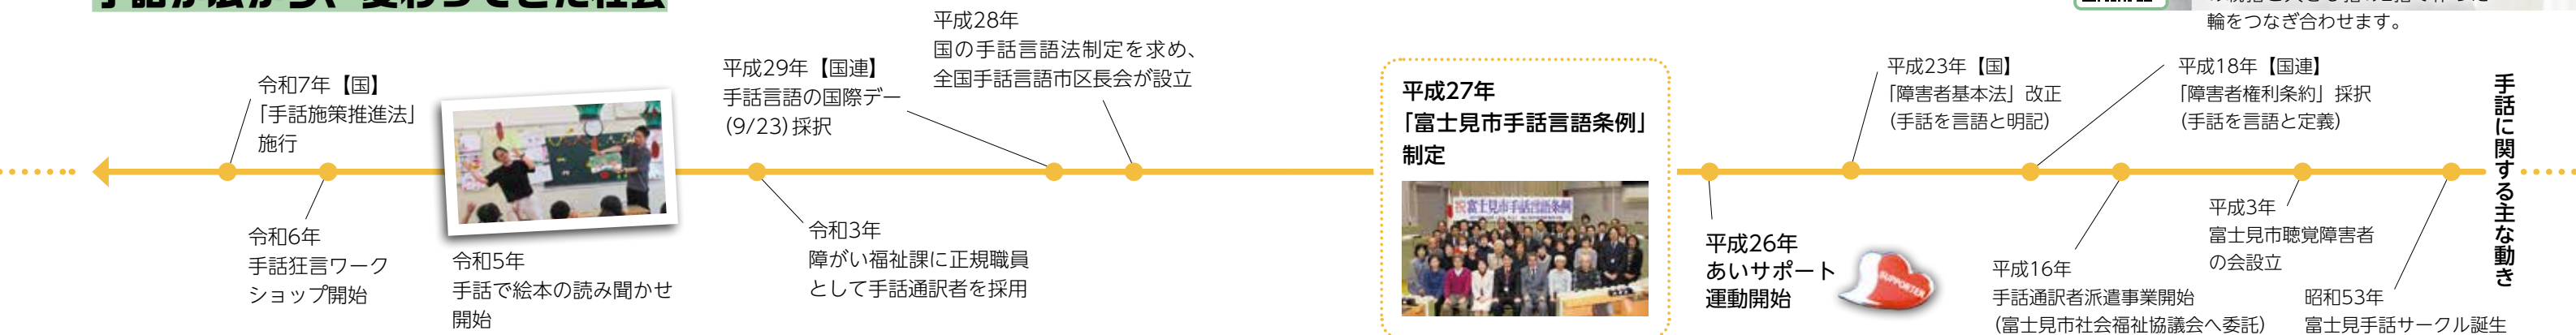 手話が広がり、変わってきた社会
輪をつなぎ合わせます。
手話に関する主な動き
昭和53年
富士見手話サークル誕生
平成3年
富士見市聴覚障害者
の会設立
平成16年
手話通訳者派遣事業開始
(富士見市社会福祉協議会へ委託)
平成18年【国連】
「障害者権利条約」採択
(手話を言語と定義)
平成23年【国】
「障害者基本法」改正
(手話を言語と明記)
平成26年
あいサポート
運動開始
SUPPORTER
平成27年
「富士見市手話言語条例」
制定
祝富士見市手話言語条例
平成28年
国の手話言語法制定を求め、
全国手話言語市区長会が設立
平成29年【国連】
手話言語の国際デー
(9/23)採択
令和3年
障がい福祉課に正規職員
として手話通訳者を採用
令和5年
手話で絵本の読み聞かせ
開始
令和6年
手話狂言ワーク
ショップ開始
令和7年【国】
「手話施策推進法」
施行